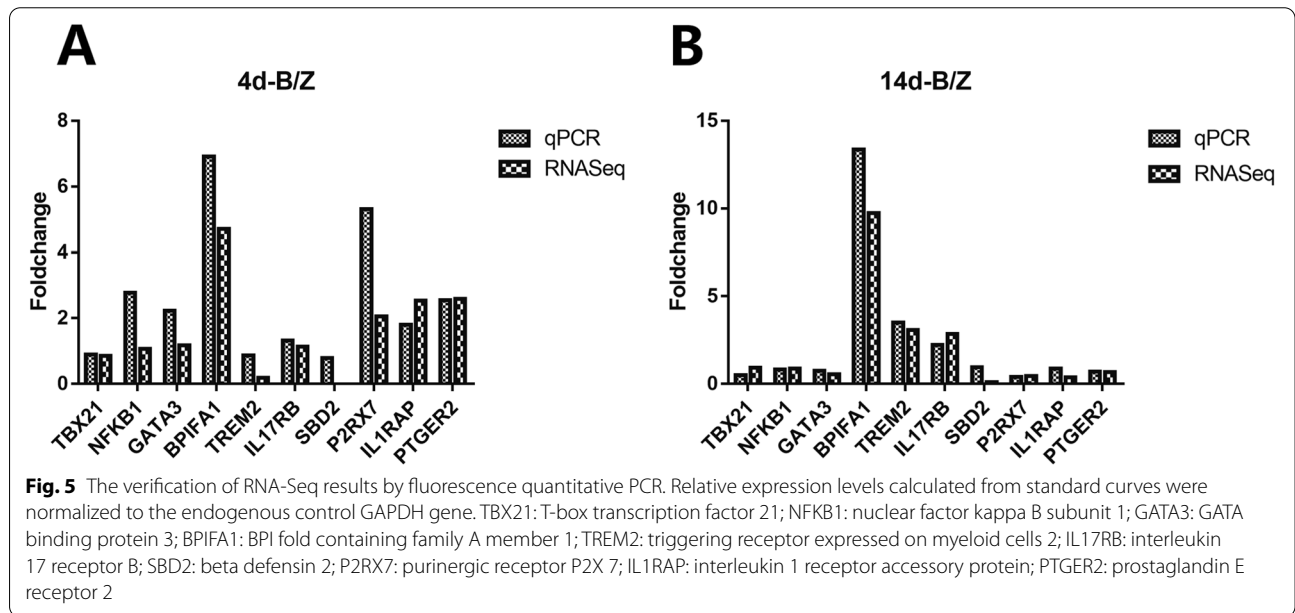 A
4d-B/Z
Foldchange
8
6
4
2
0
qPCR
RNASeq
TBX21
NFKB1
GATA3
BPIFA1
TREM2
IL17RB
SBD2
P2RX7
IL1RAP
PTGER2
B
14d-B/Z
Foldchange
15
10
5
0
qPCR
RNASeq
TBX21
NFKB1
GATA3
BPIFA1
TREM2
IL17RB
SBD2
P2RX7
IL1RAP
PTGER2
Fig. 5 The verification of RNA-Seq results by fluorescence quantitative PCR. Relative expression levels calculated from standard curves were
normalized to the endogenous control GAPDH gene. TBX21: T-box transcription factor 21; NFKB1: nuclear factor kappa B subunit 1; GATA3: GATA
binding protein 3; BPIFA1: BPI fold containing family A member 1; TREM2: triggering receptor expressed on myeloid cells 2; IL17RB: interleukin
17 receptor B; SBD2: beta defensin 2; P2RX7: purinergic receptor P2X 7; IL1RAP: interleukin 1 receptor accessory protein; PTGER2: prostaglandin E
receptor 2